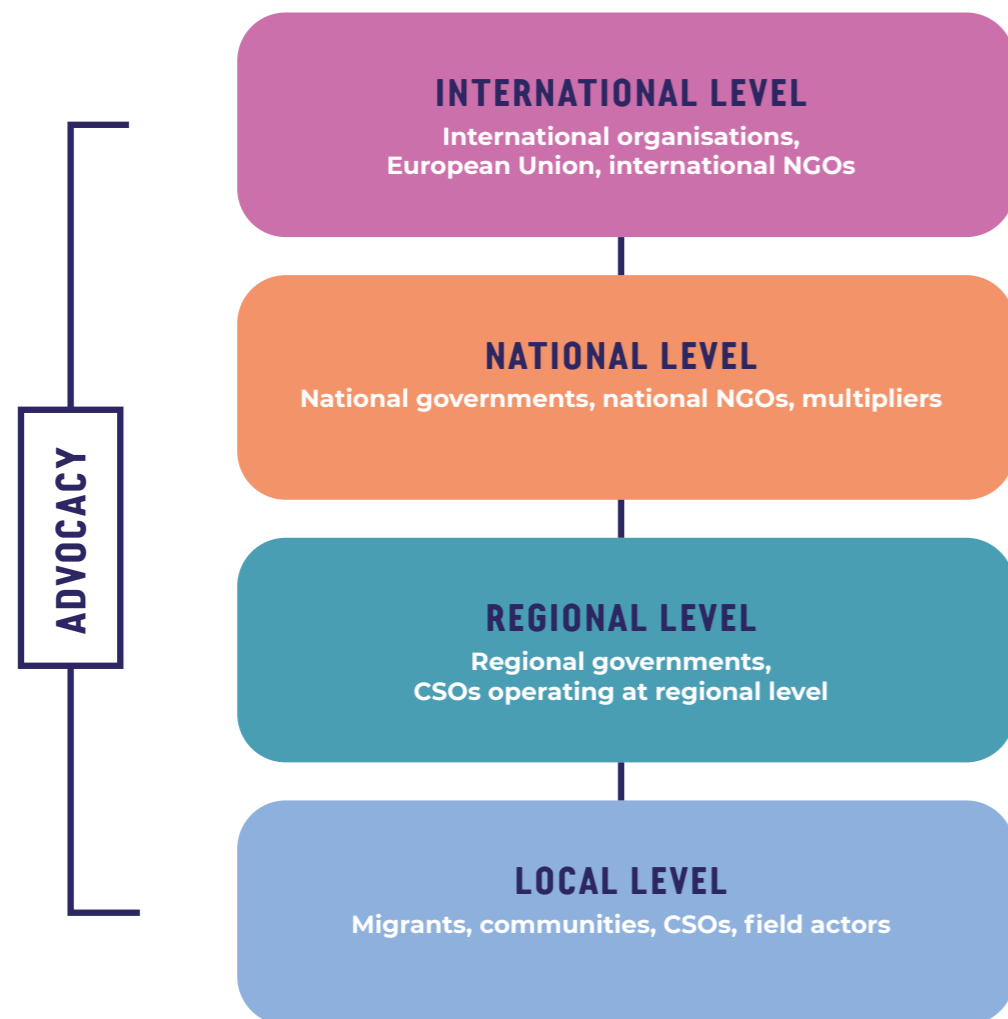 INTERNATIONAL LEVEL
International organisations,
European Union, international NGOs
NATIONAL LEVEL
National governments, national NGOs, multipliers
ADVOCACY
REGIONAL LEVEL
Regional governments,
CSOs operating at regional level
LOCAL LEVEL
Migrants, communities, CSOs, field actors